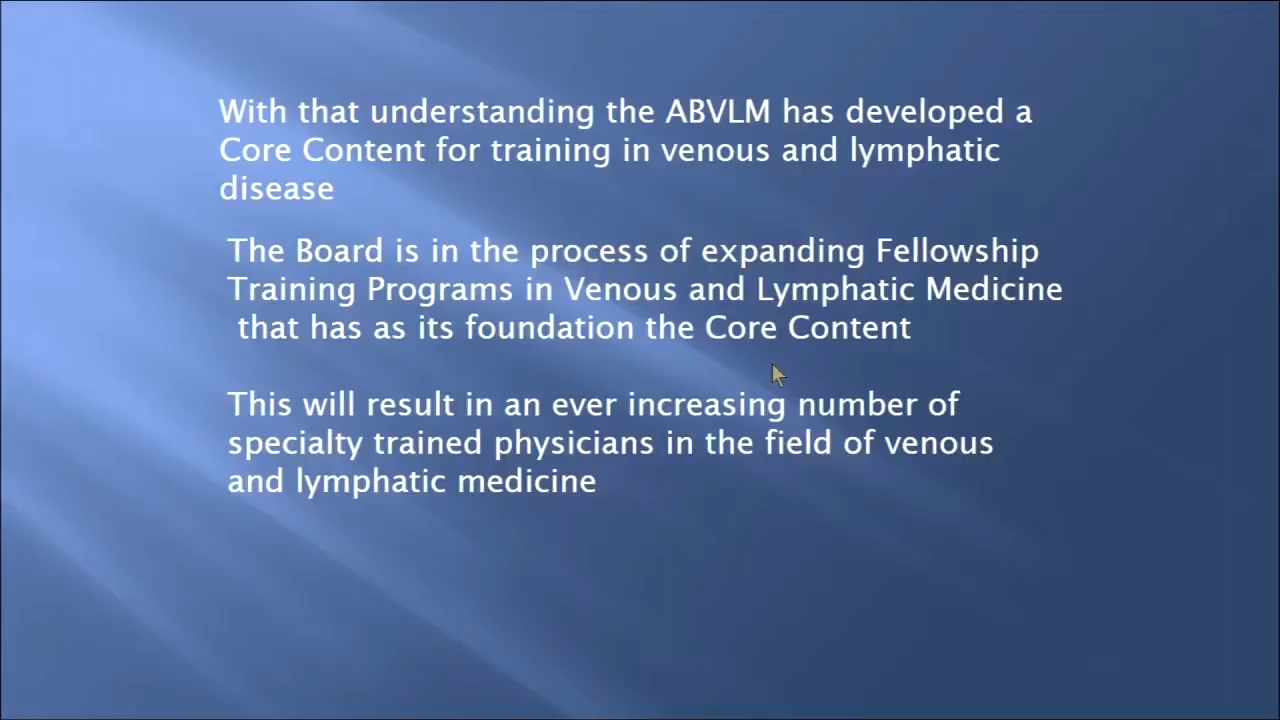 With that understanding the ABVLM has developed a
Core Content for training in venous and lymphatic
disease
The Board is in the process of expanding Fellowship
Training Programs in Venous and Lymphatic Medicine
that has as its foundation the Core Content
This will result in an ever increasing number of
specialty trained physicians in the field of venous
and lymphatic medicine